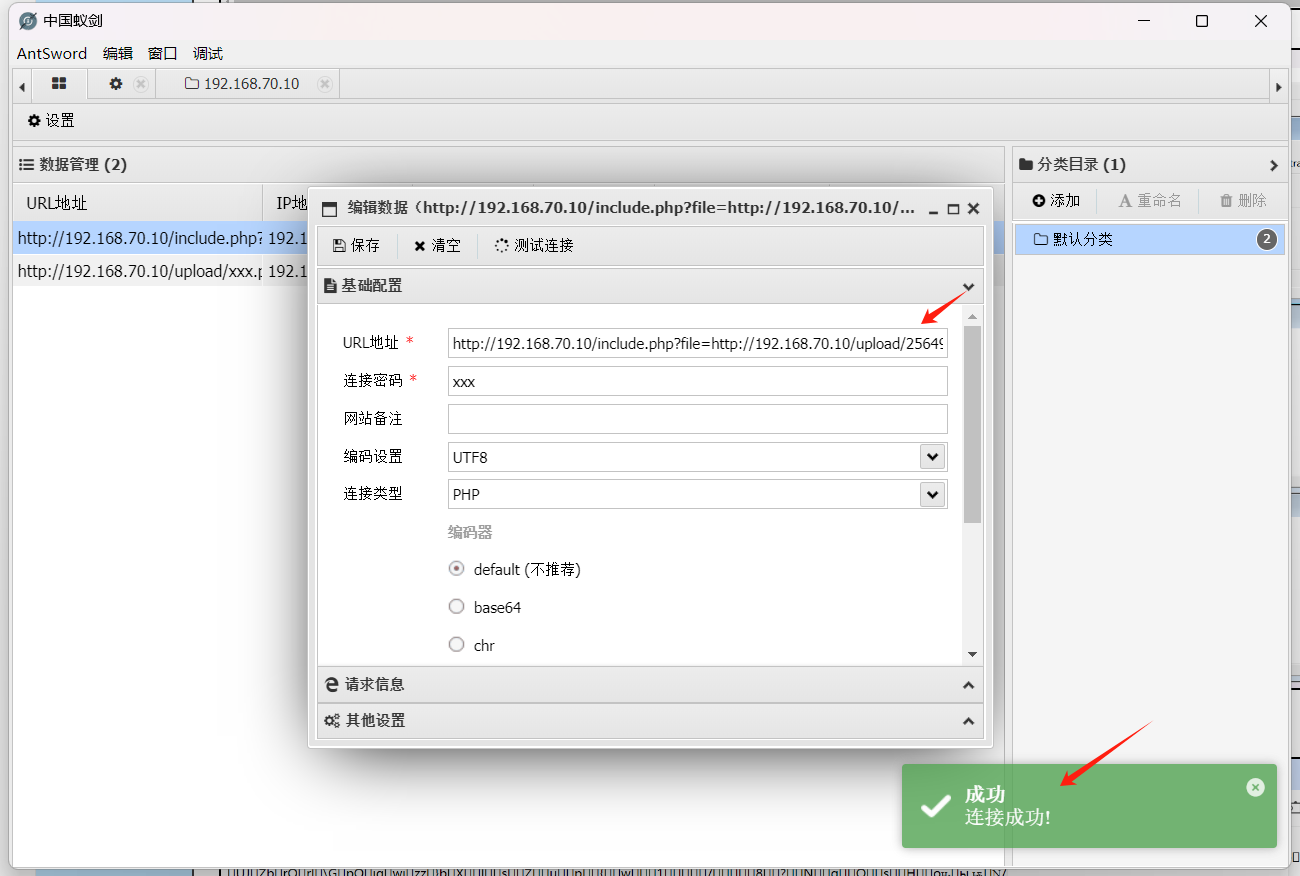 中国蚁剑
AntSword 编辑 窗口 调试
192.168.70.10
设置
数据管理 (2)
URL地址 IP地
http://192.168.70.10/include.php? 192.1
http://192.168.70.10/upload/xxx.p 192.1
分类目录 (1)
添加 重命名 删除
默认分类 2
编辑数据（http://192.168.70.10/include.php?file=http://192.168.70.10/...
保存 清空 测试连接
基础配置
URL地址 * http://192.168.70.10/include.php?file=http://192.168.70.10/upload/25649
连接密码 * xxx
网站备注
编码设置 UTF8
连接类型 PHP
编码器
default (不推荐)
base64
chr
请求信息
其他设置
成功
连接成功!